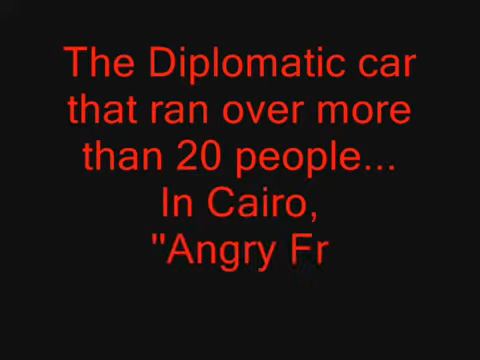 The Diplomatic car
that ran over more
than 20 people...
In Cairo,
"Angry Fr